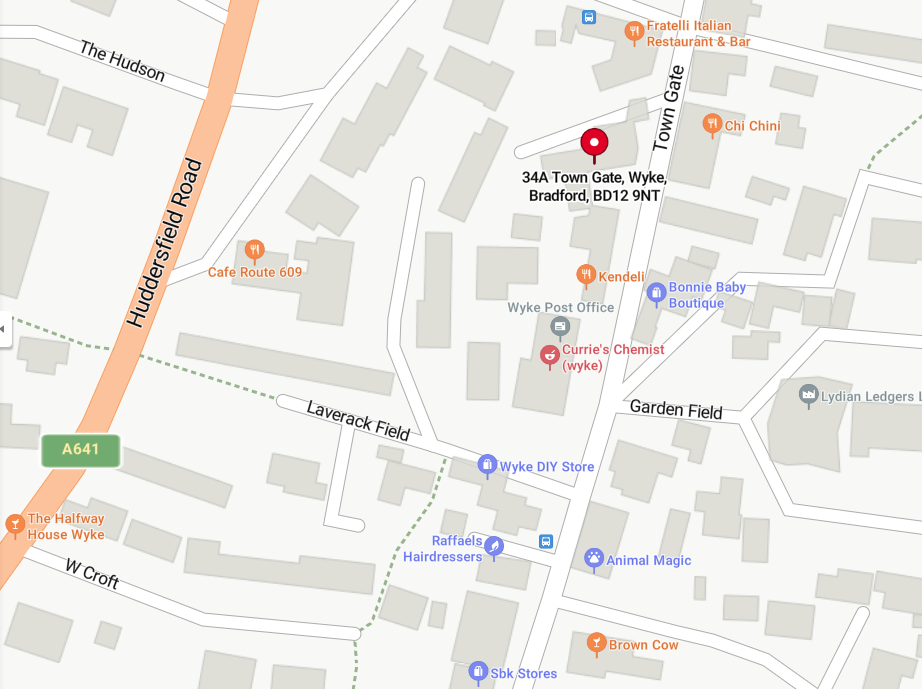 Fratelli Italian
Restaurant & Bar
The Hudson
Town Gate
Chi Chini
34A Town Gate, Wyke,
Bradford, BD12 9NT
Huddersfield Road
Cafe Route 609
Kendeli
Bonnie Baby
Boutique
Wyke Post Office
Currie's Chemist
(wyke)
Lydian Ledgers L
Garden Field
Laverack Field
A641
Wyke DIY Store
The Halfway
House Wyke
Raffaels
Hairdressers
Animal Magic
W Croft
Brown Cow
Sbk Stores